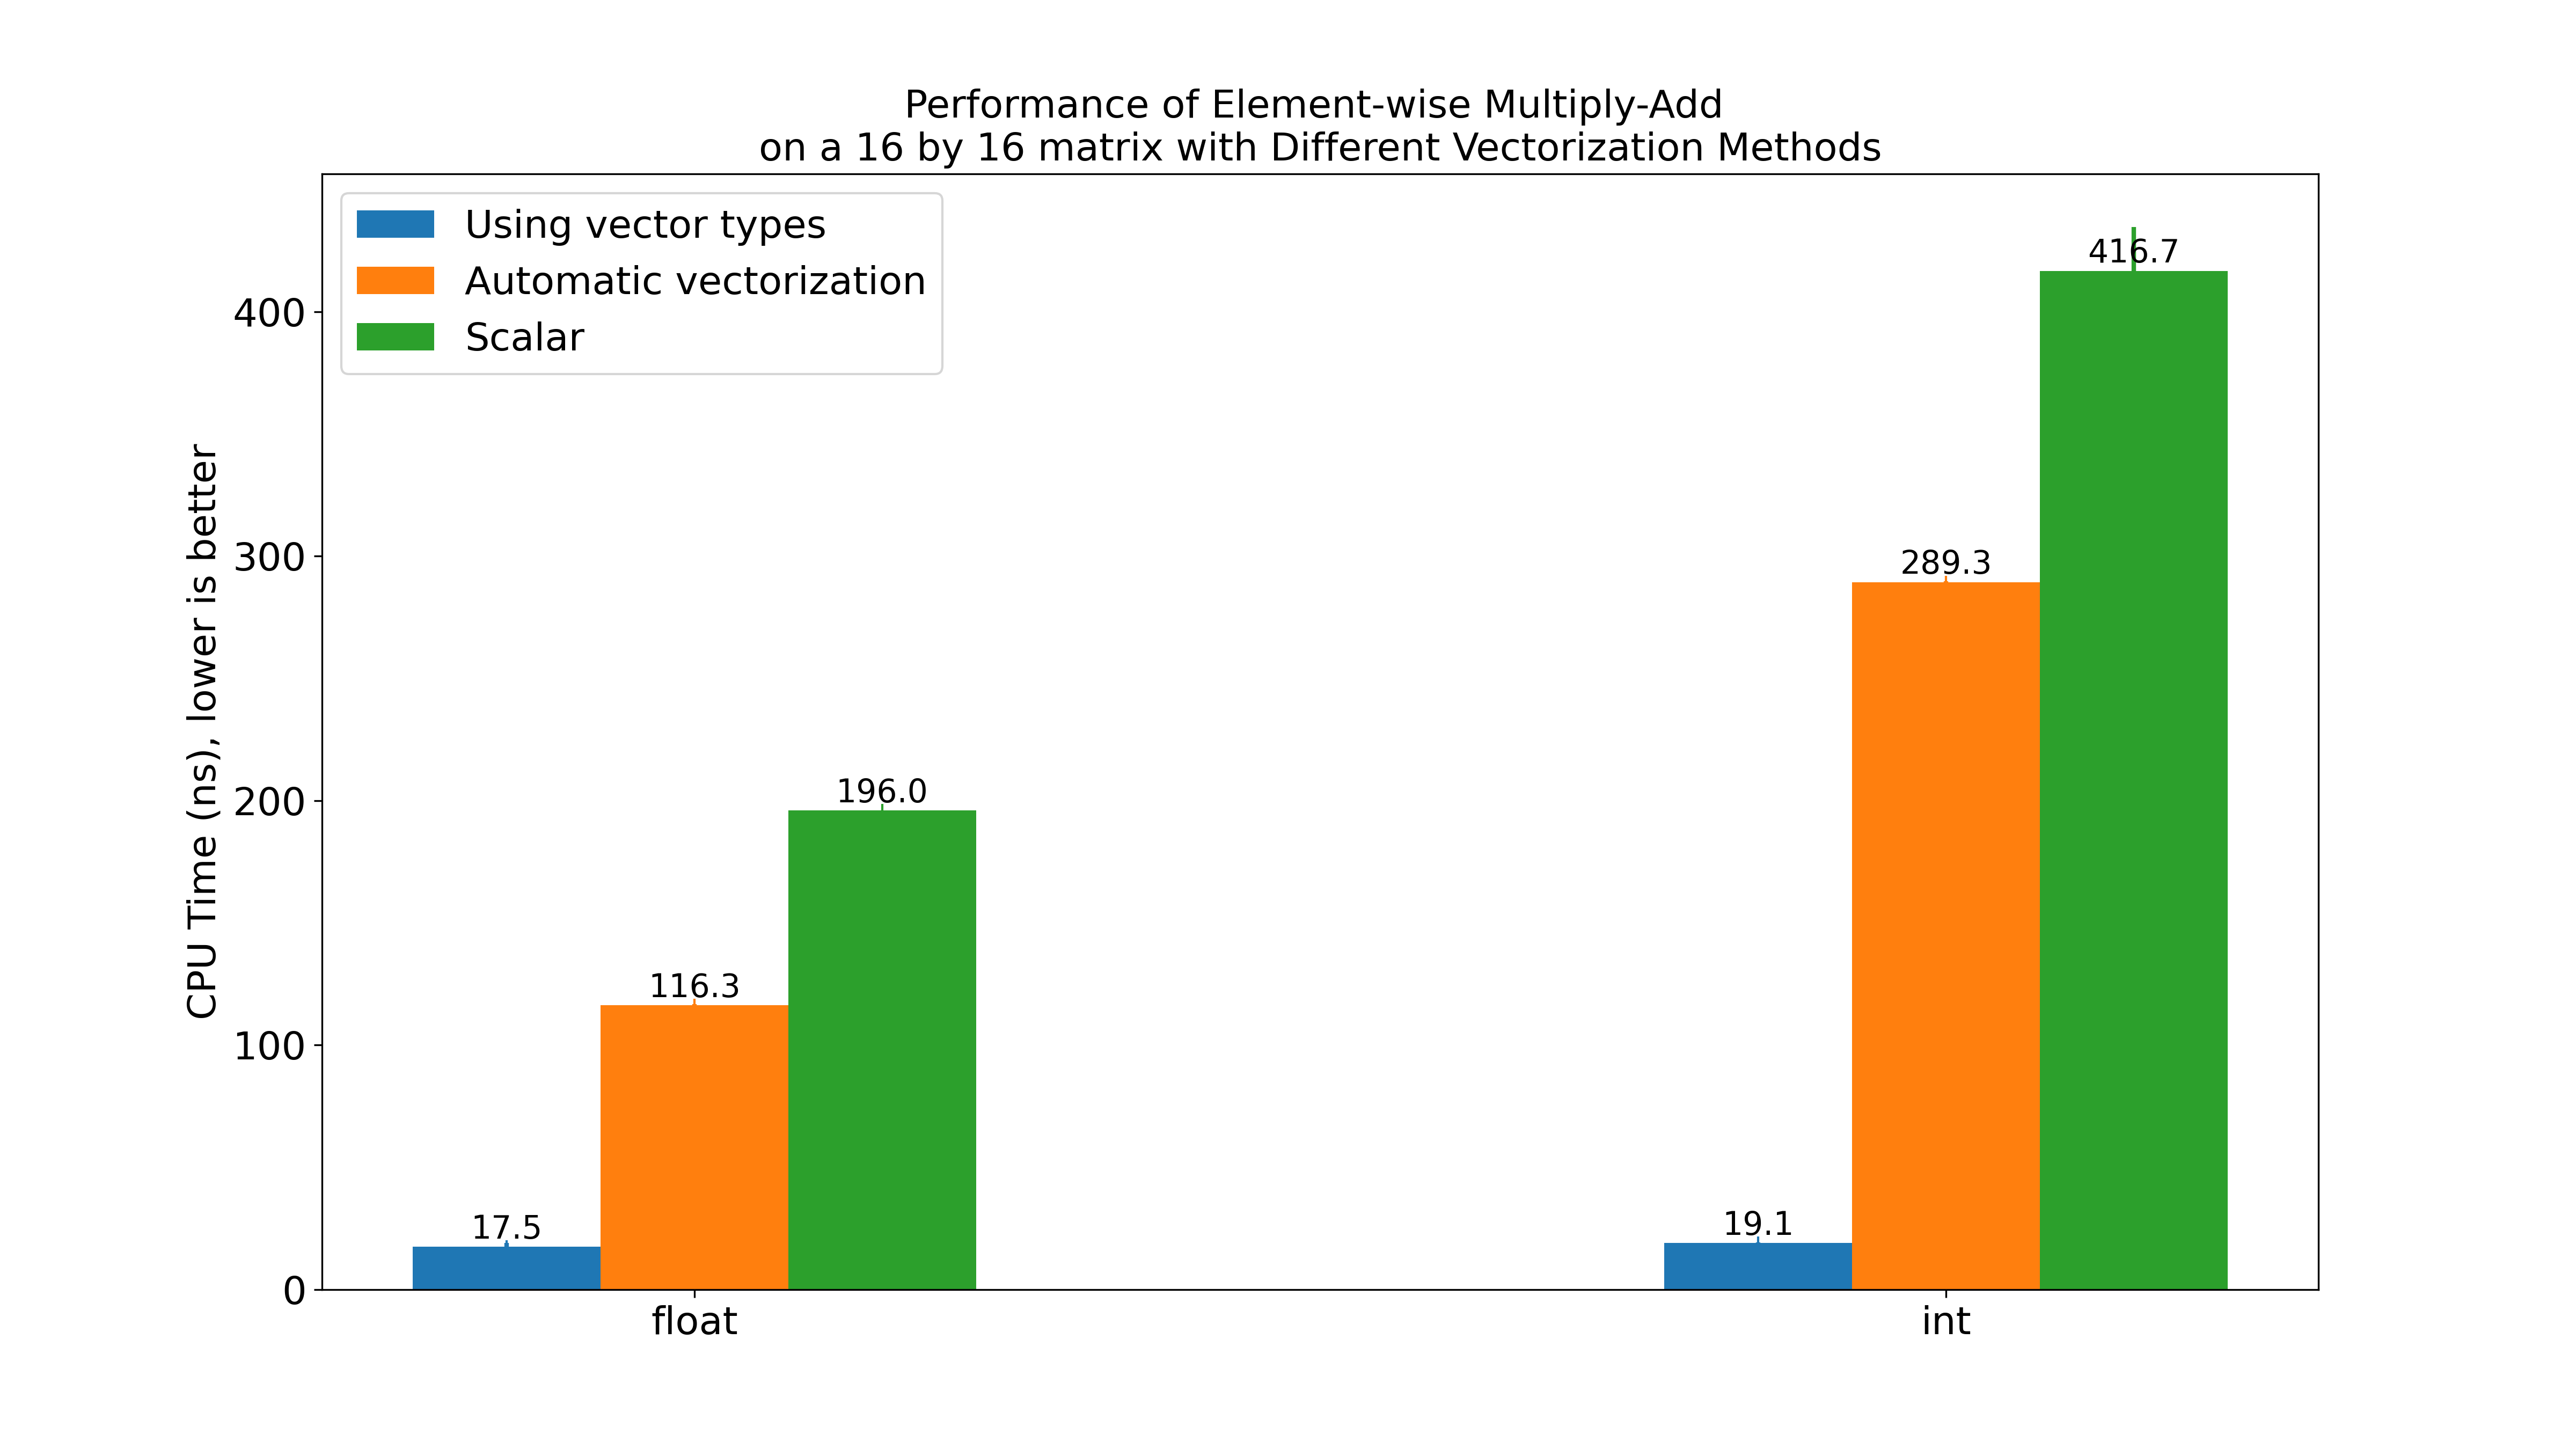 Performance of Element-wise Multiply-Add
on a 16 by 16 matrix with Different Vectorization Methods
Using vector types
Automatic vectorization
Scalar
CPU Time (ns), lower is better
400
300
200
100
0
17.5
116.3
196.0
19.1
289.3
416.7
float
int